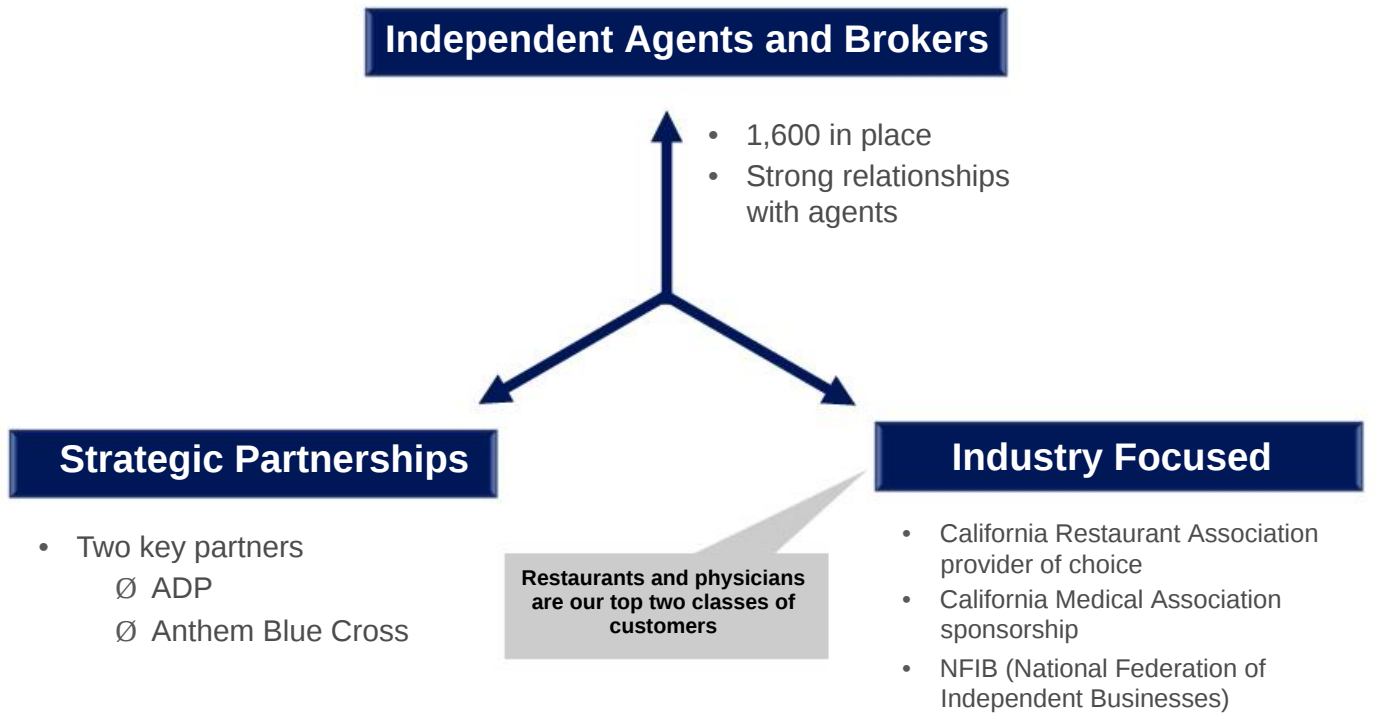 Independent Agents and Brokers
• 1,600 in place
• Strong relationships
with agents
Strategic Partnerships
• Two key partners
Ø ADP
Ø Anthem Blue Cross
Restaurants and physicians
are our top two classes of
customers
Industry Focused
• California Restaurant Association
provider of choice
• California Medical Association
sponsorship
• NFIB (National Federation of
Independent Businesses)